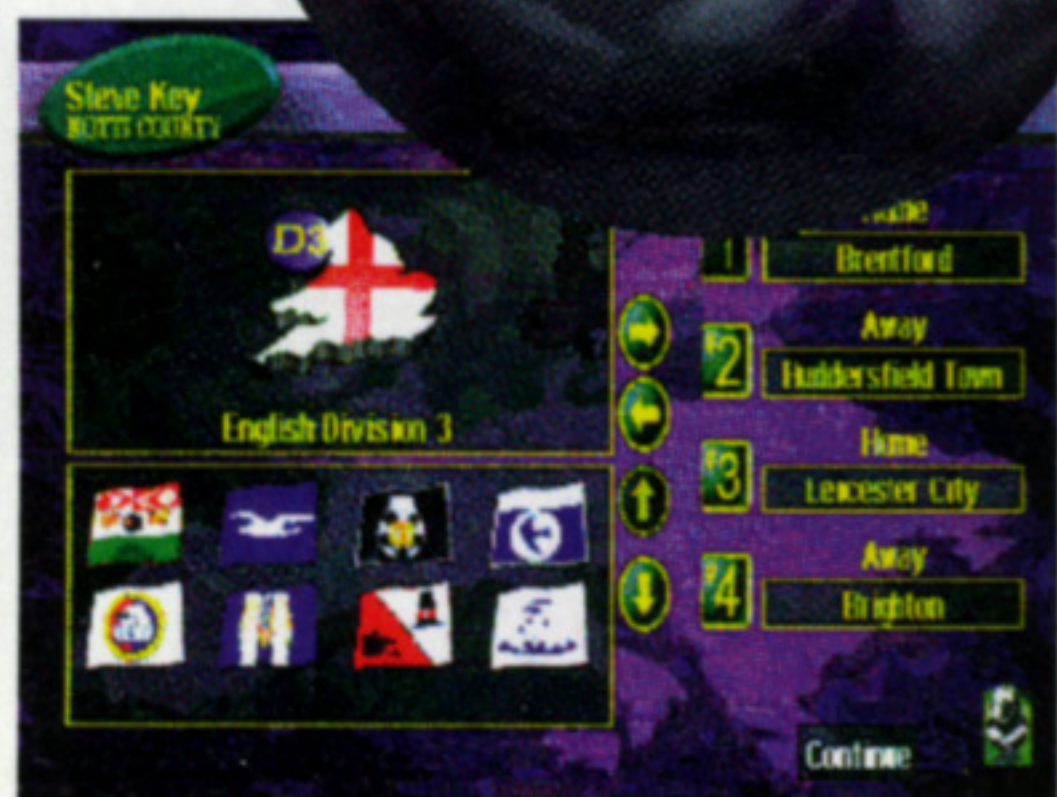 Steve Key
NOTTS COUNTY
D3
English Division 3
Home
1 Brentford
Away
2 Huddersfield Town
Home
3 Leicester City
Away
4 Brighton
Continue